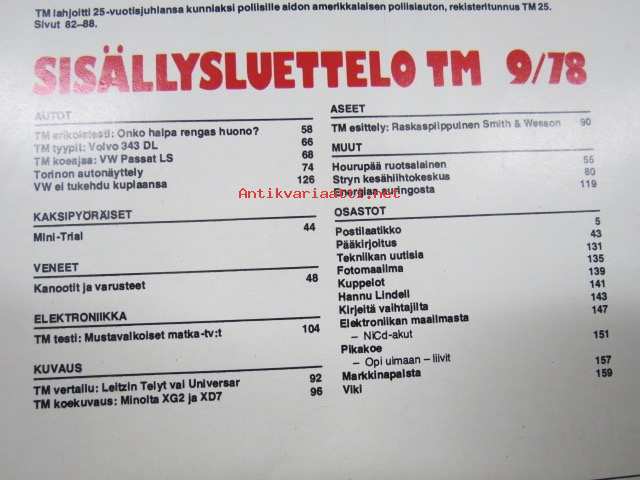 TM lahjoitti 25-vuotisjuhlansa kunniaksi poliisille aidon amerikkalaisen poliisiauton, rekisteritunnus TM 25.
Sivut 82–88.
SISÄLLYSLUETTELO TM 9/78
AUTOT
TM erikoistesti: Onko halpa rengas huono? 58
TM tyypit: Volvo 343 DL 66
TM koeajaa: VW Passat LS 68
Torinon autonäyttely 74
VW ei tukehdu kuplaansa 126
KAKSIPYÖRÄISET
Mini-Trial 44
VENEET
Kanootit ja varusteet 48
ELEKTRONIIKKA
TM testi: Mustavalkoiset matka-tv:t 104
KUVAUS
TM vertailu: Leitzin Telyt vai Universar 92
TM koekuvaus: Minolta XG2 ja XD7 96
ASEET
TM esittely: Raskaspiippuinen Smith & Wesson 90
MUUT
Hourupää ruotsalainen 55
Stryn kesähiihtokeskus 80
Energiaa auringosta 119
OSASTOT
Postilaatikko 5
Pääkirjoitus 43
Tekniikan uutisia 131
Fotomaailma 135
Kuppelot 139
Hannu Lindell 141
Kirjeitä vaihtajilta 143
Elektroniikan maailmasta 147
– NiCd-akut 151
Pikakoe
– Opi uimaan – liivit 157
Markkinapalsta 159
Viki
Antikvariaattus.net